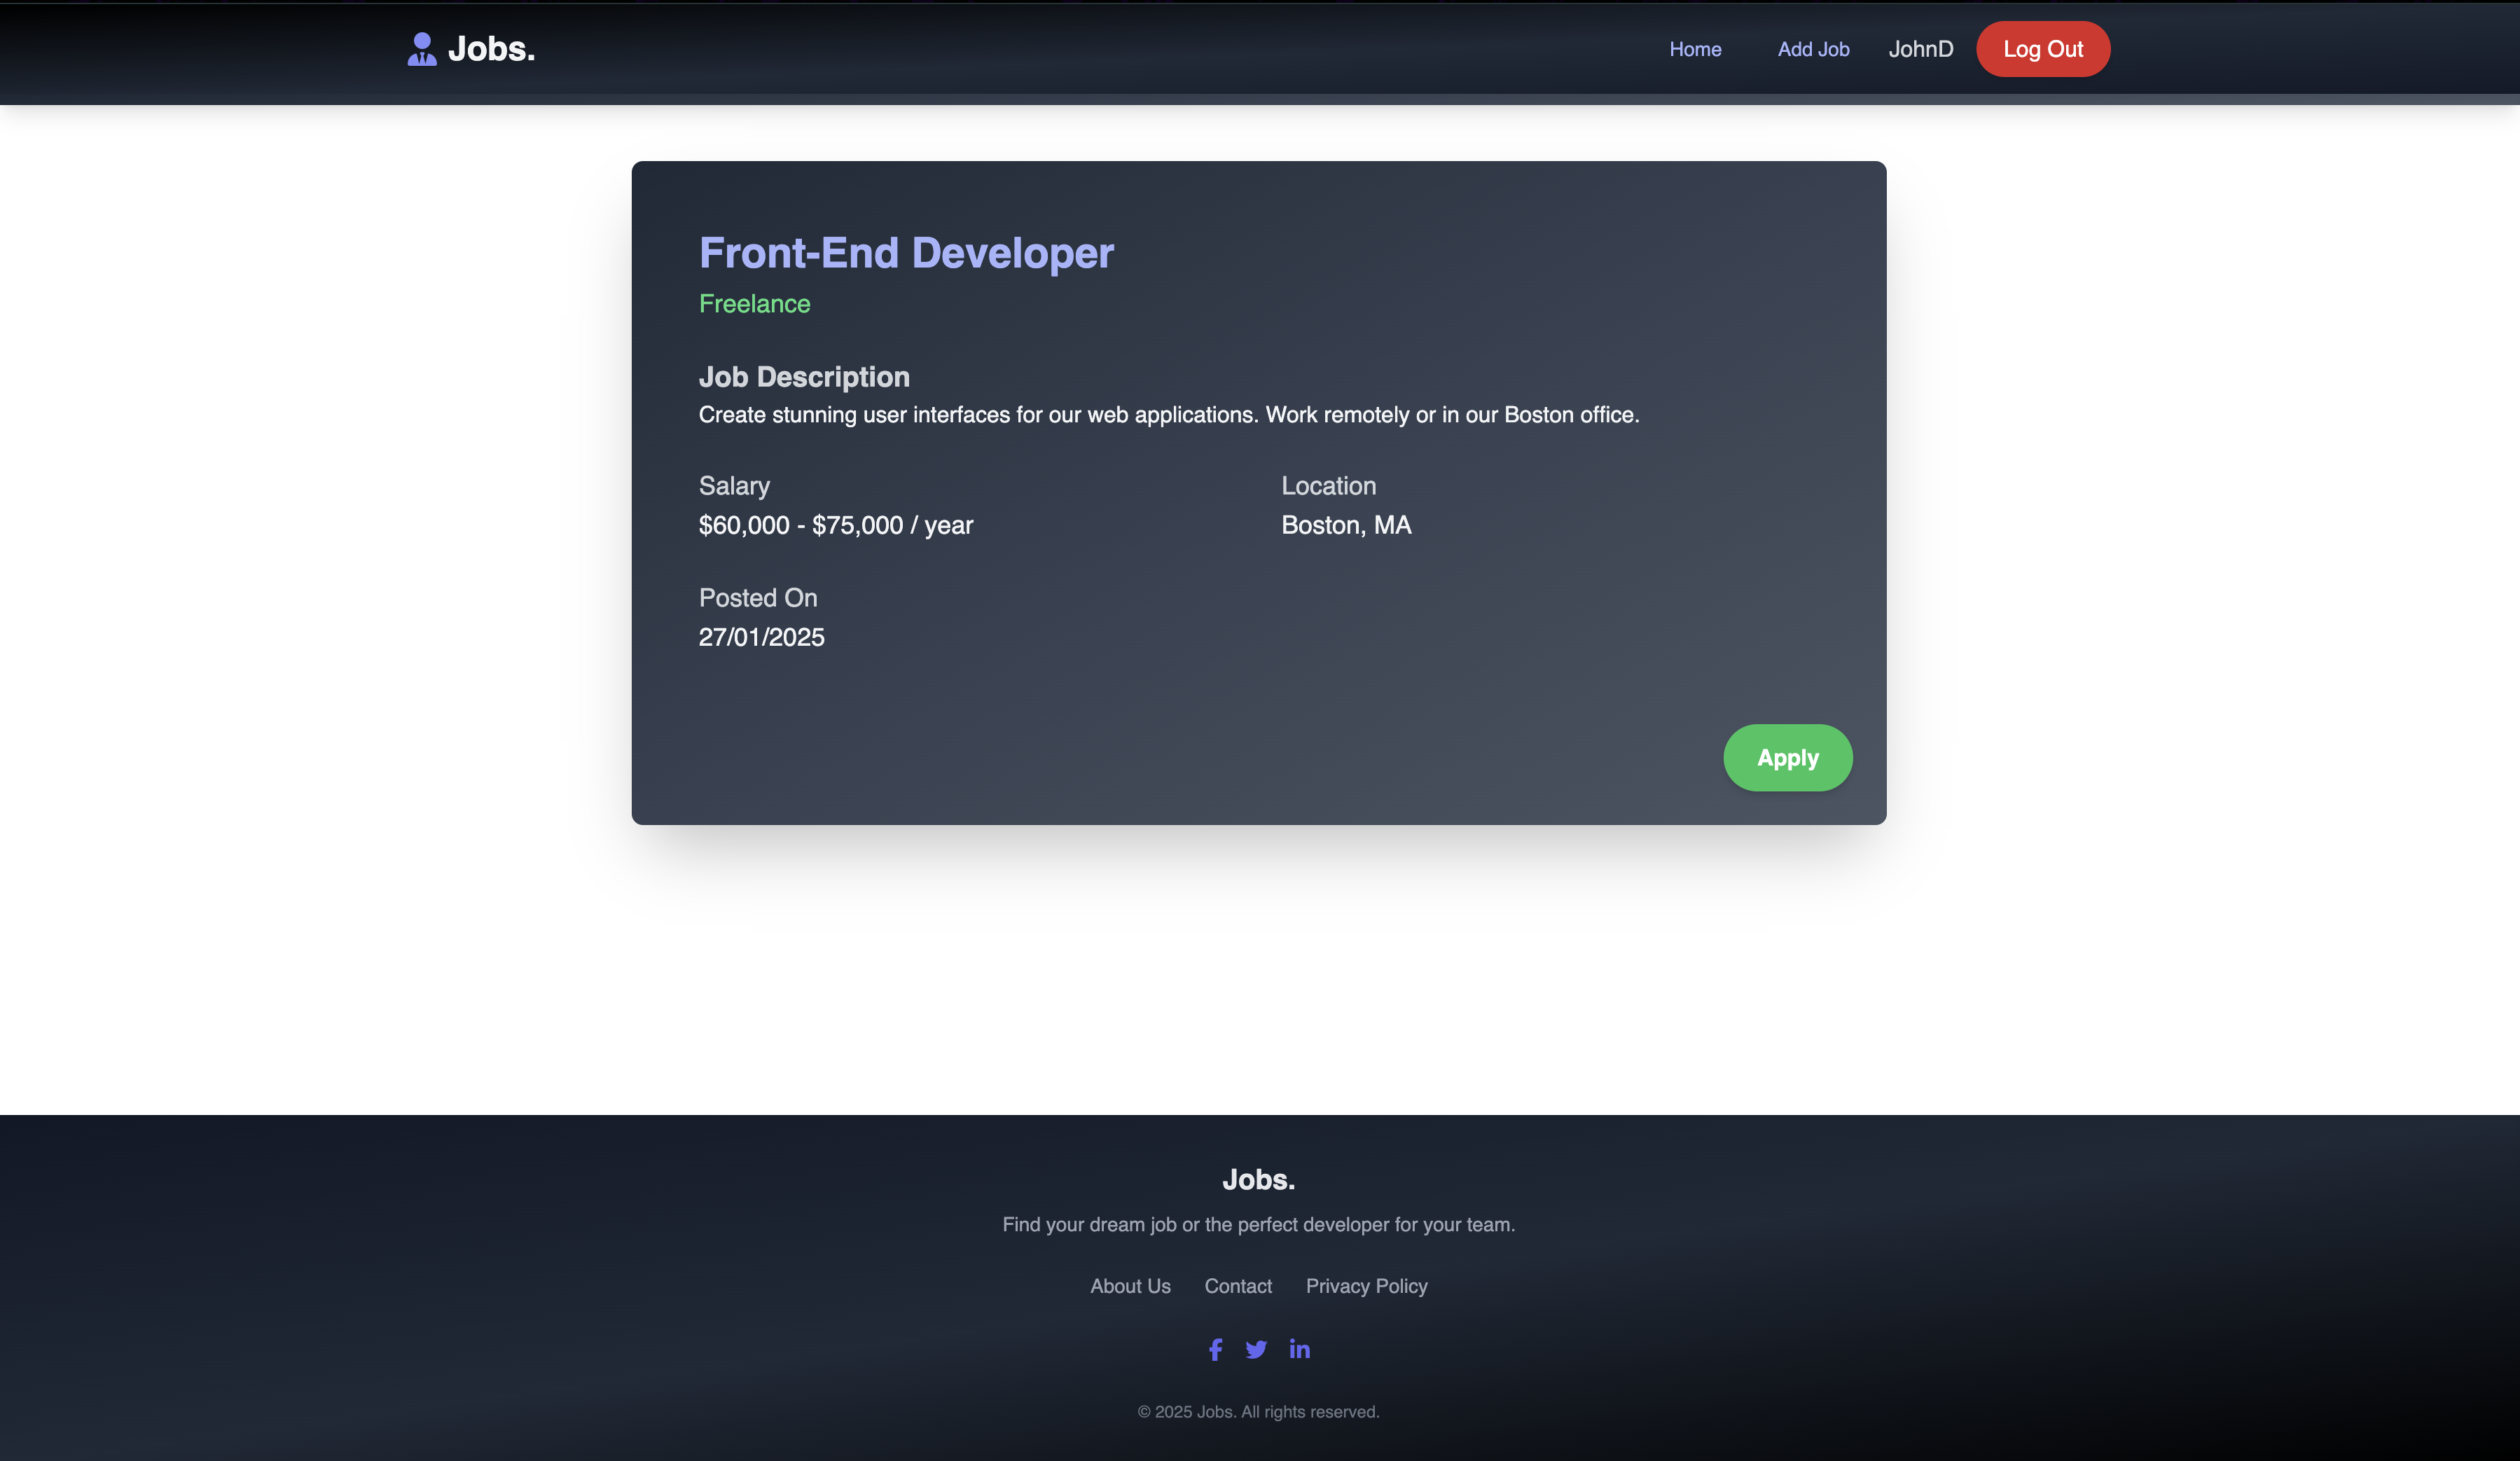 Jobs.
Home Add Job JohnD Log Out
Front-End Developer
Freelance
Job Description
Create stunning user interfaces for our web applications. Work remotely or in our Boston office.
Salary Location
$60,000 - $75,000 / year Boston, MA
Posted On
27/01/2025
Apply
Jobs.
Find your dream job or the perfect developer for your team.
About Us Contact Privacy Policy
© 2025 Jobs. All rights reserved.